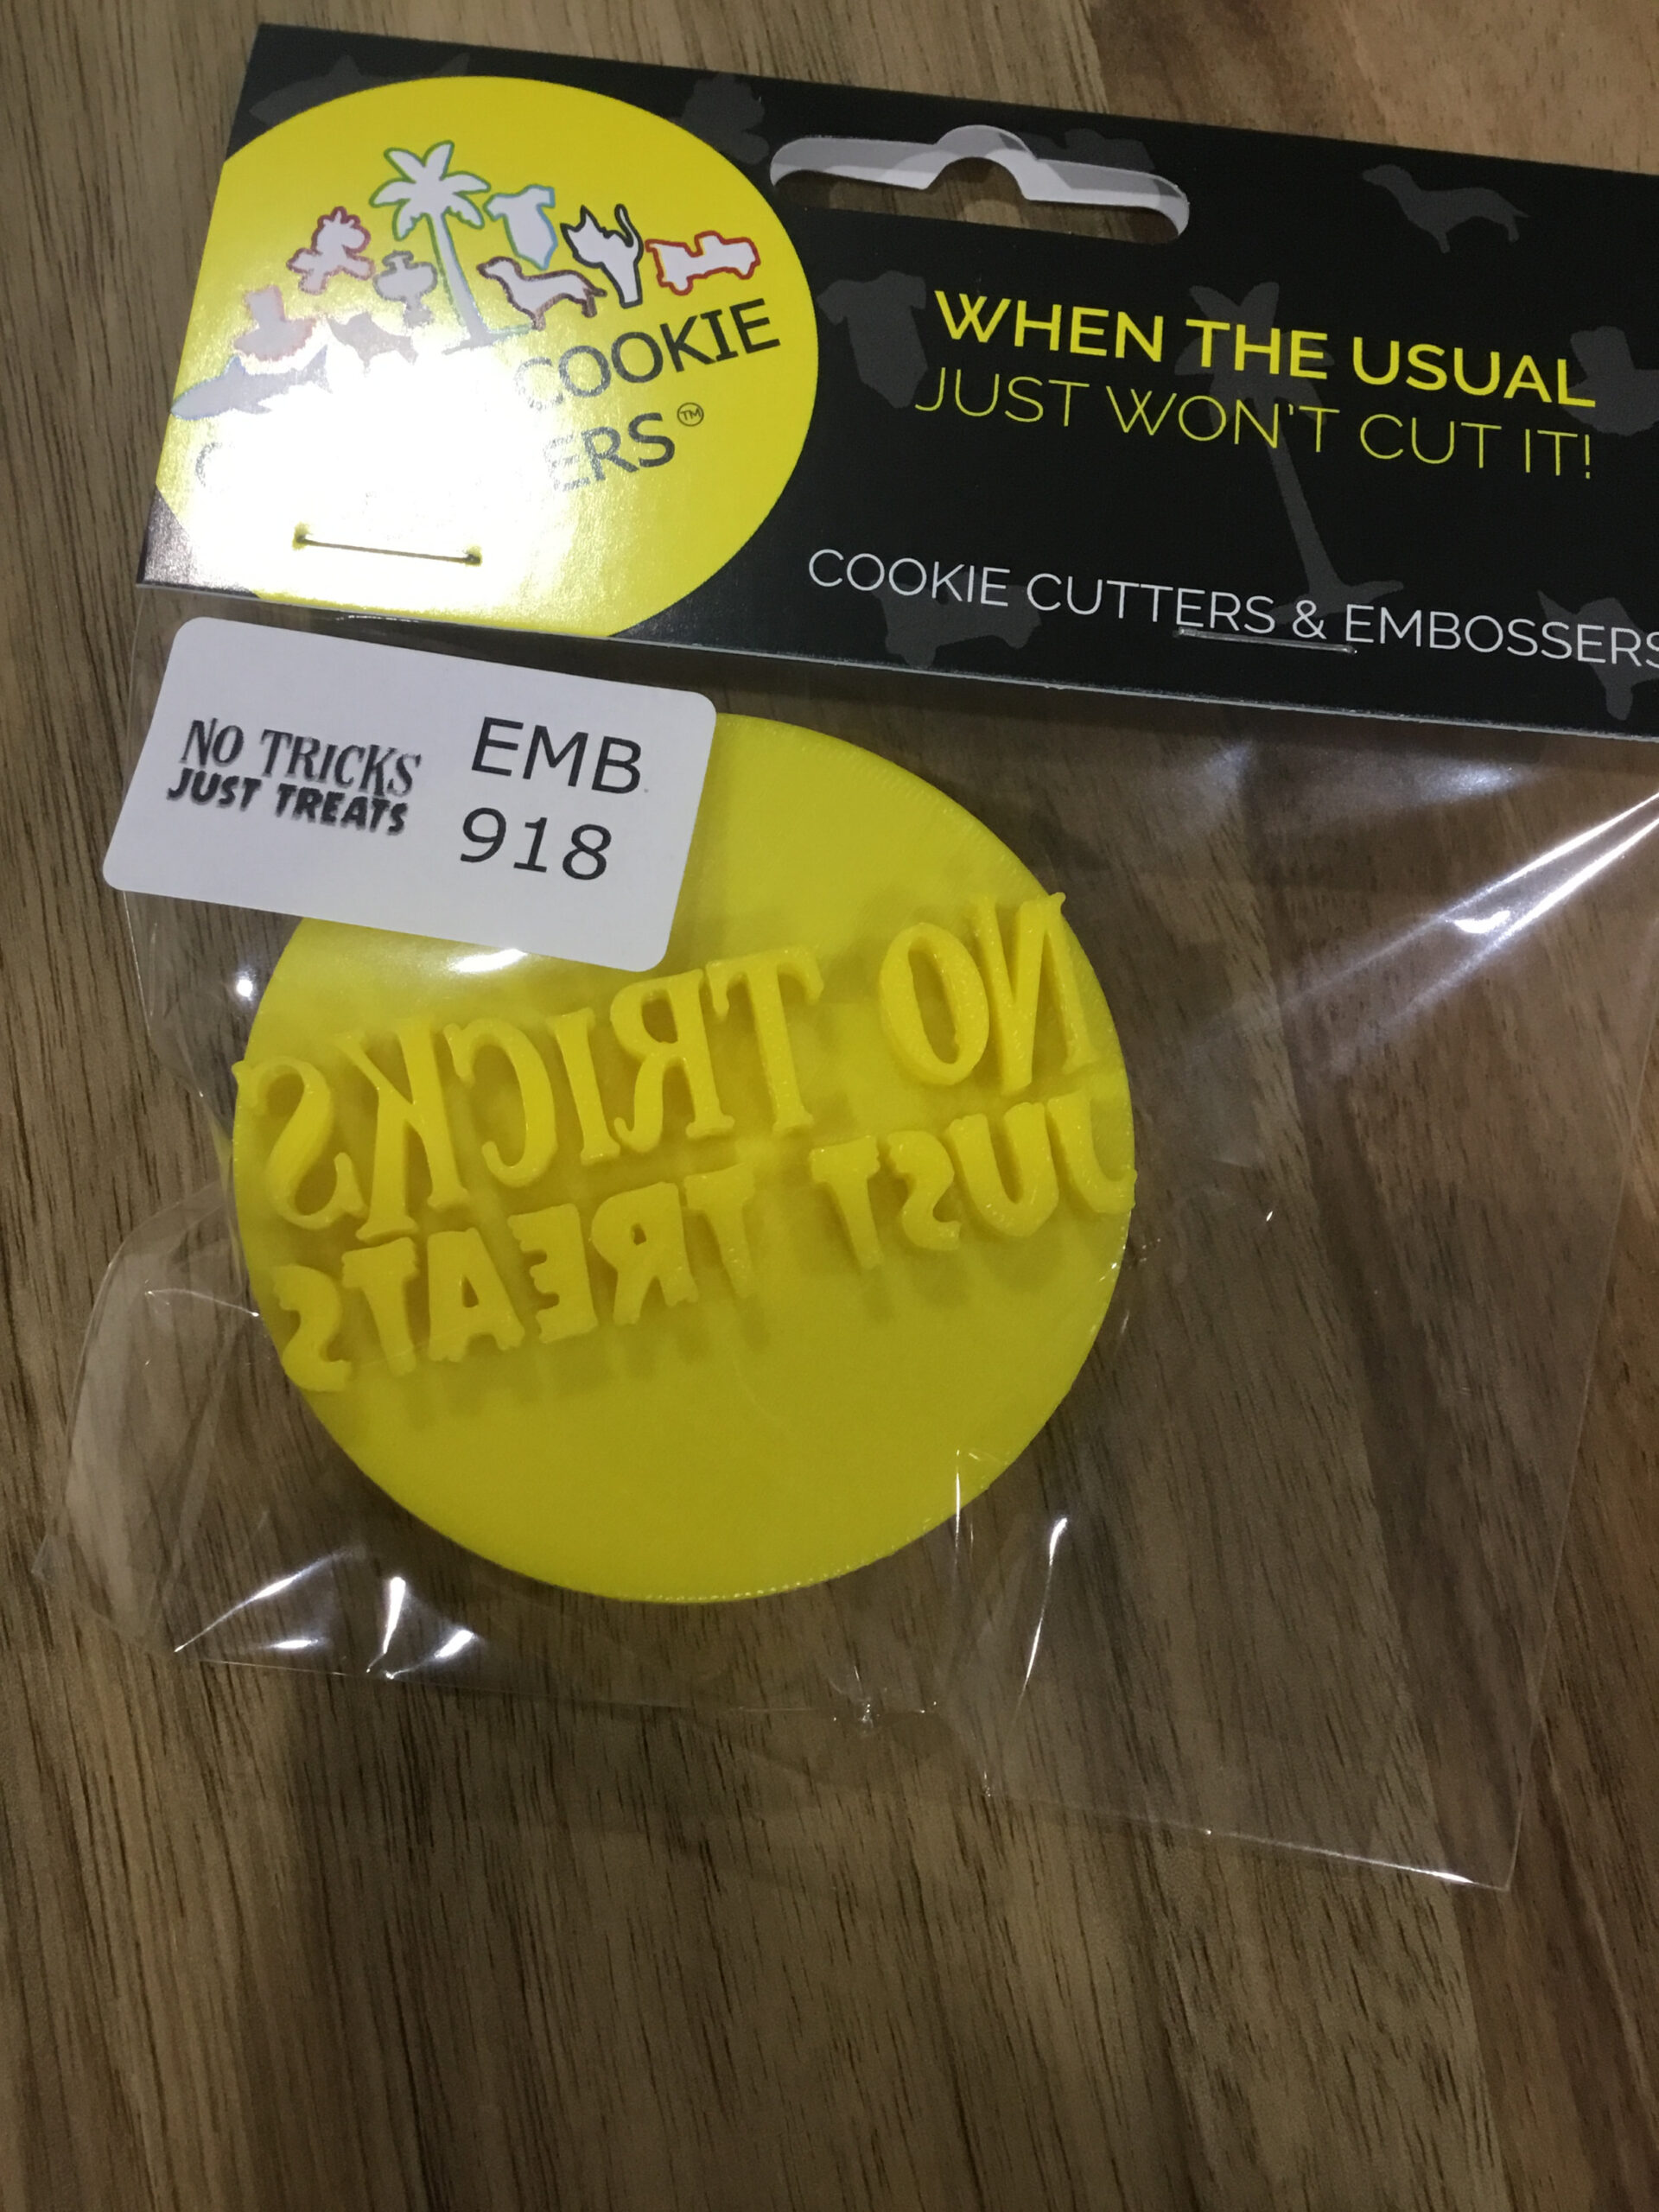 COOKIE
™
WHEN THE USUAL
JUST WON'T CUT IT!
COOKIE CUTTERS & EMBOSSERS
NO TRICKS
JUST TREATS
EMB
918
NO TRICKS
JUST TREATS